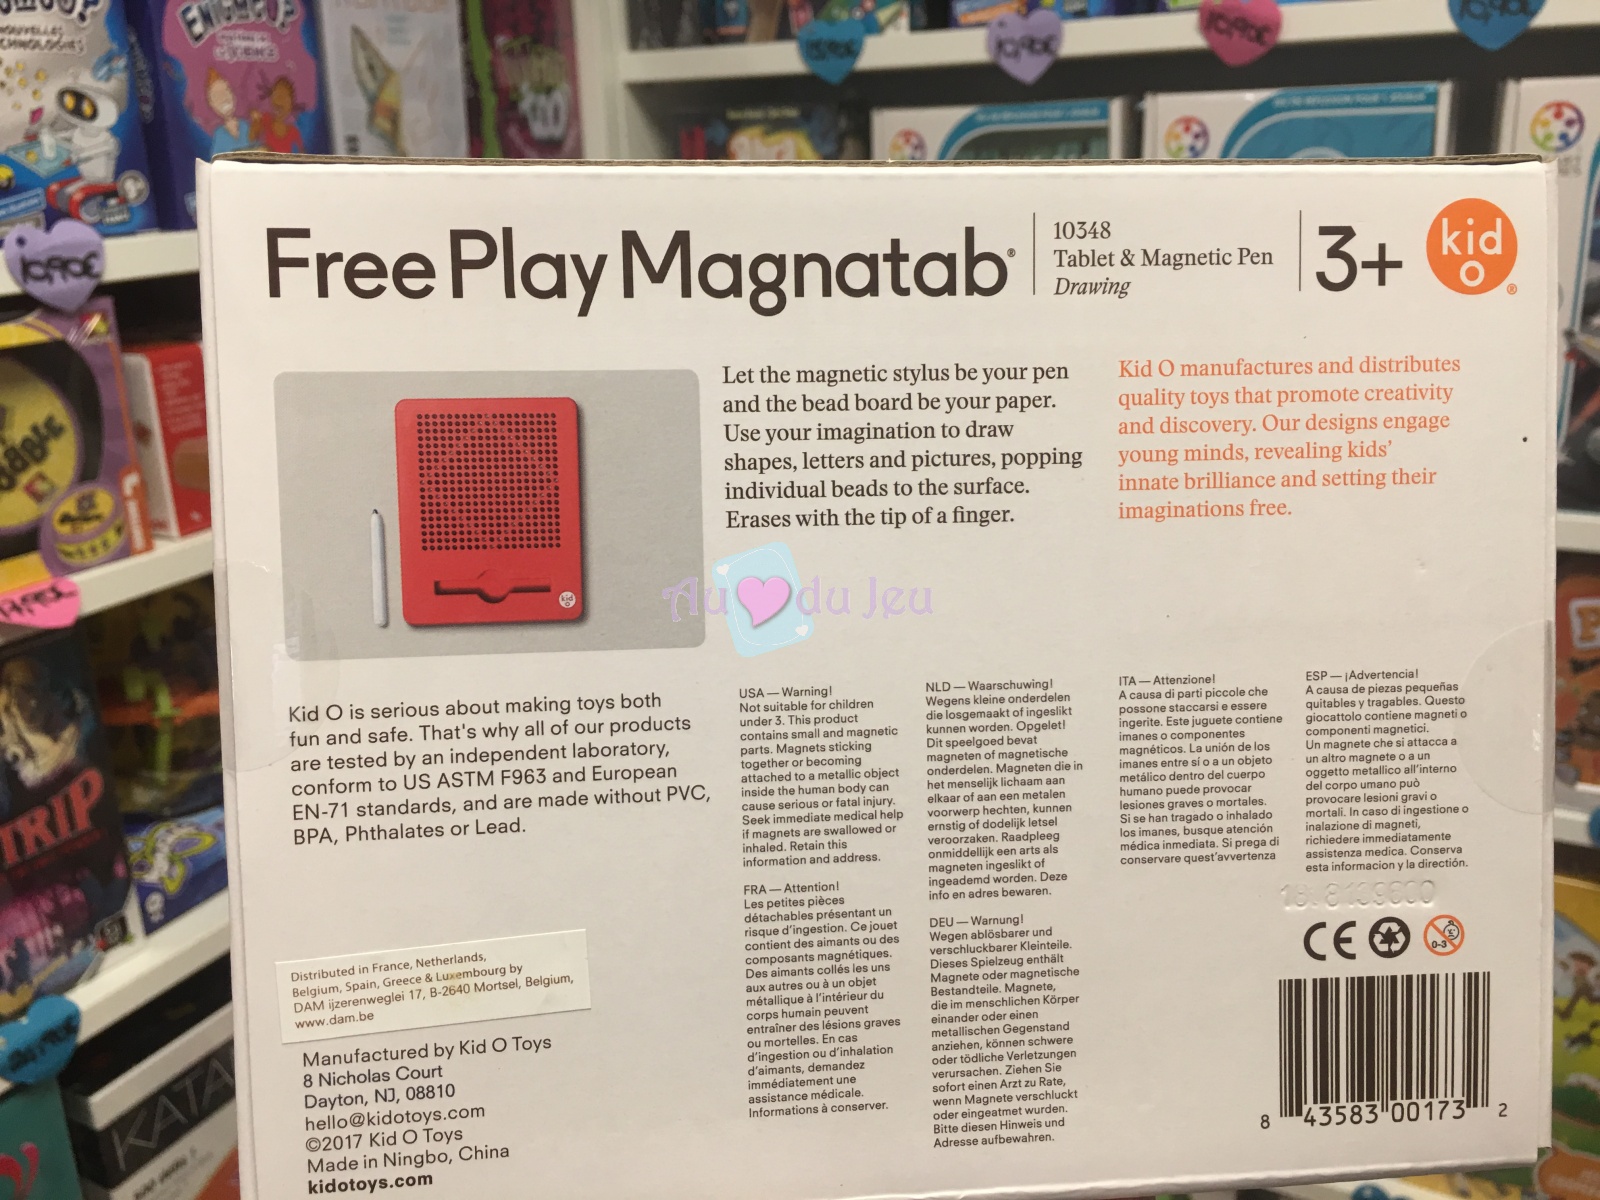 NOUVELLES
10,90€
10,90€
10,90€
10,90€
Free Play Magnatab®
10348
Tablet & Magnetic Pen
Drawing
3+
kid
O
®
Let the magnetic stylus be your pen
and the bead board be your paper.
Use your imagination to draw
shapes, letters and pictures, popping
individual beads to the surface.
Erases with the tip of a finger.
Kid O manufactures and distributes
quality toys that promote creativity
and discovery. Our designs engage
young minds, revealing kids'
innate brilliance and setting their
imaginations free.
kid
O
Au du Jeu
Kid O is serious about making toys both
fun and safe. That's why all of our products
are tested by an independent laboratory,
conform to US ASTM F963 and European
EN-71 standards, and are made without PVC,
BPA, Phthalates or Lead.
USA — Warning!
Not suitable for children
under 3. This product
contains small and magnetic
parts. Magnets sticking
together or becoming
attached to a metallic object
inside the human body can
cause serious or fatal injury.
Seek immediate medical help
if magnets are swallowed or
inhaled. Retain this
information and address.
FRA — Attention!
Les petites pièces
détachables présentant un
risque d'ingestion. Ce jouet
contient des aimants ou des
composants magnétiques.
Des aimants collés les uns
aux autres ou à un objet
métallique à l'intérieur du
corps humain peuvent
entraîner des lésions graves
ou mortelles. En cas
d'ingestion ou d'inhalation
d'aimants, demandez
immédiatement une
assistance médicale.
Informations à conserver.
NLD — Waarschuwing!
Wegens kleine onderdelen
die losgemaakt of ingeslikt
kunnen worden. Opgelet!
Dit speelgoed bevat
magneten of magnetische
onderdelen. Magneten die in
het menselijk lichaam aan
elkaar of aan een metalen
voorwerp hechten, kunnen
ernstig of dodelijk letsel
veroorzaken. Raadpleeg
onmiddellijk een arts als
magneten ingeslikt of
ingeademd worden. Deze
info en adres bewaren.
DEU — Warnung!
Wegen ablösbarer und
verschluckbarer Kleinteile.
Dieses Spielzeug enthält
Magnete oder magnetische
Bestandteile. Magnete,
die im menschlichen Körper
einander oder einen
metallischen Gegenstand
anziehen, können schwere
oder tödliche Verletzungen
verursachen. Ziehen Sie
sofort einen Arzt zu Rate,
wenn Magnete verschluckt
oder eingeatmet wurden.
Bitte diesen Hinweis und
Adresse aufbewahren.
ITA — Attenzione!
A causa di parti piccole che
possone staccarsi e essere
ingerite. Este juguete contiene
imanes o componentes
magnéticos. La unión de los
imanes entre sí o a un objeto
metálico dentro del cuerpo
humano puede provocar
lesiones graves o mortales.
Si se han tragado o inhalado
los imanes, busque atención
médica inmediata. Si prega di
conservare quest'avvertenza
ESP — ¡Advertencia!
A causa de piezas pequeñas
quitables y tragables. Questo
giocattolo contiene magneti o
componenti magnetici.
Un magnete che si attacca a
un altro magnete o a un
oggetto metallico all'interno
del corpo umano può
provocare lesioni gravi o
mortali. In caso di ingestione o
inalazione di magneti,
richiedere immediatamente
assistenza medica. Conserva
esta informacion y la directión.
CE
0-3
8 43583 00173 2
Distributed in France, Netherlands,
Belgium, Spain, Greece & Luxembourg by
DAM ijzerenweglei 17, B-2640 Mortsel, Belgium,
www.dam.be
Manufactured by Kid O Toys
8 Nicholas Court
Dayton, NJ, 08810
hello@kidotoys.com
©2017 Kid O Toys
Made in Ningbo, China
kidotoys.com
TRIP
KATA